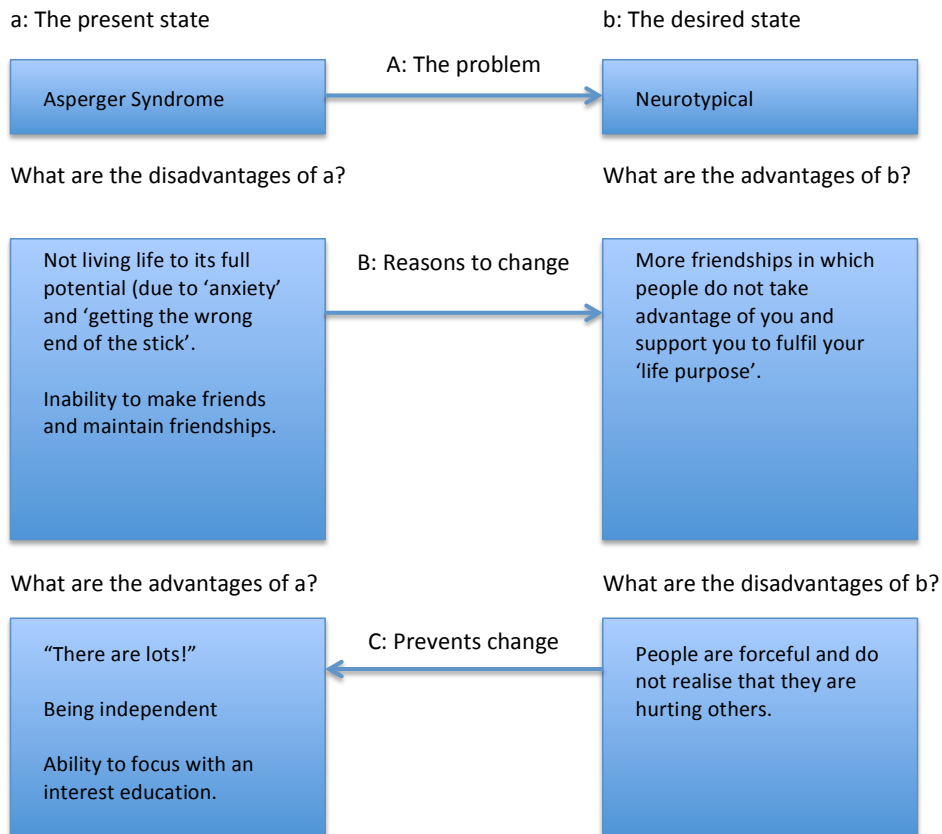 a: The present state
b: The desired state
A: The problem
Asperger Syndrome
Neurotypical
What are the disadvantages of a?
What are the advantages of b?
Not living life to its full
potential (due to ‘anxiety’
and ‘getting the wrong
end of the stick’.
Inability to make friends
and maintain friendships.
B: Reasons to change
More friendships in which
people do not take
advantage of you and
support you to fulfil your
‘life purpose’.
What are the advantages of a?
What are the disadvantages of b?
“There are lots!”
Being independent
Ability to focus with an
interest education.
C: Prevents change
People are forceful and do
not realise that they are
hurting others.